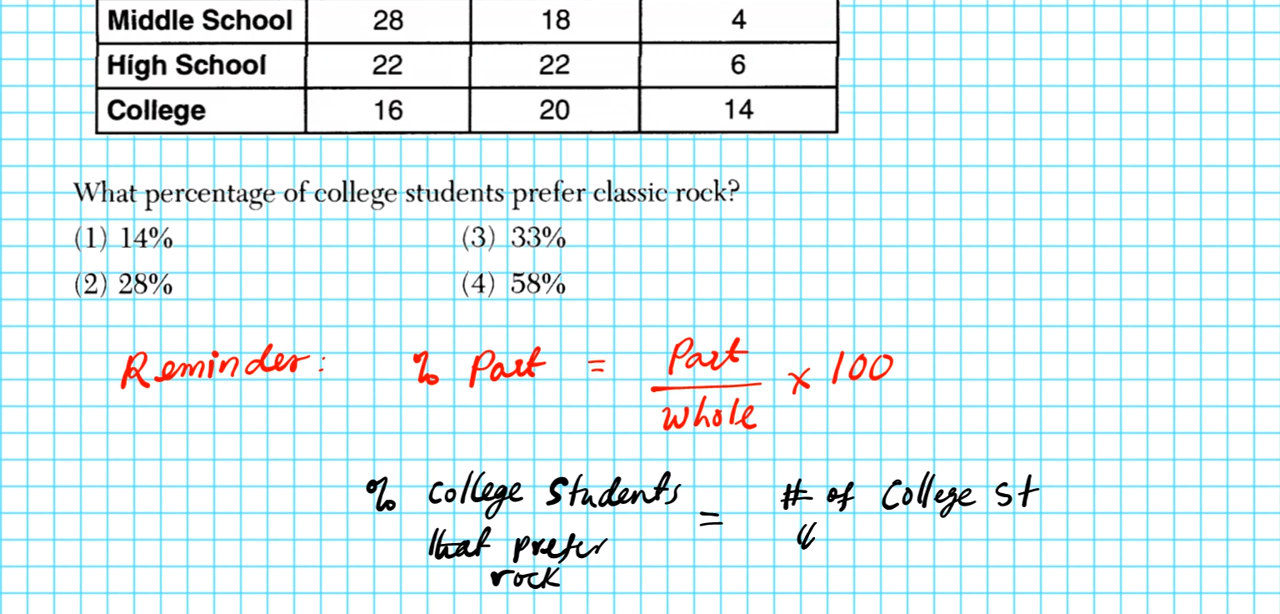 Middle School 28 18 4
High School 22 22 6
College 16 20 14
What percentage of college students prefer classic rock?
(1) 14% (3) 33%
(2) 28% (4) 58%
Reminder: % Part = Part / Whole × 100
% College Students = # of College St
that prefer
rock